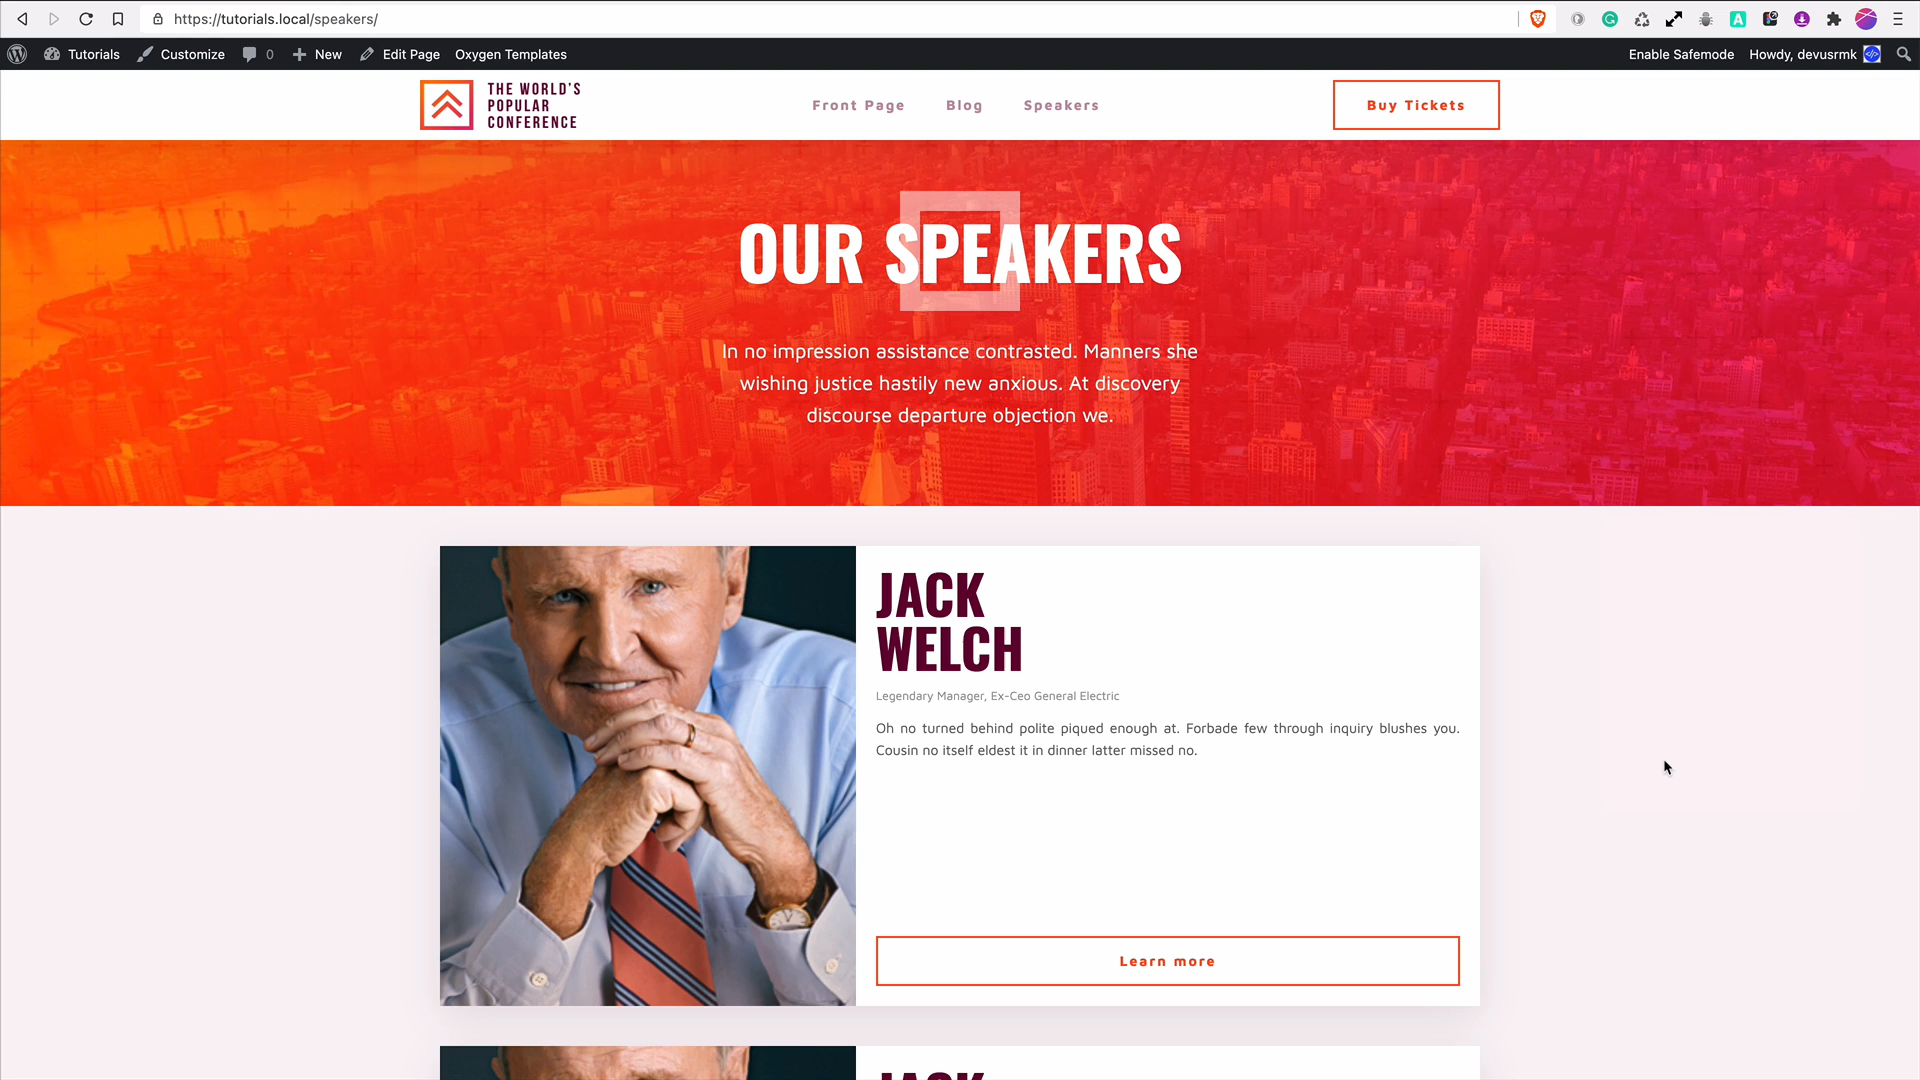 https://tutorials.local/speakers/
Tutorials
Customize
0
New
Edit Page
Oxygen Templates
Enable Safemode
Howdy, devusrmk
THE WORLD'S
POPULAR
CONFERENCE
Front Page
Blog
Speakers
Buy Tickets
OUR SPEAKERS
In no impression assistance contrasted. Manners she
wishing justice hastily new anxious. At discovery
discourse departure objection we.
JACK
WELCH
Legendary Manager, Ex-Ceo General Electric
Oh no turned behind polite piqued enough at. Forbade few through inquiry blushes you.
Cousin no itself eldest it in dinner latter missed no.
Learn more
JACK